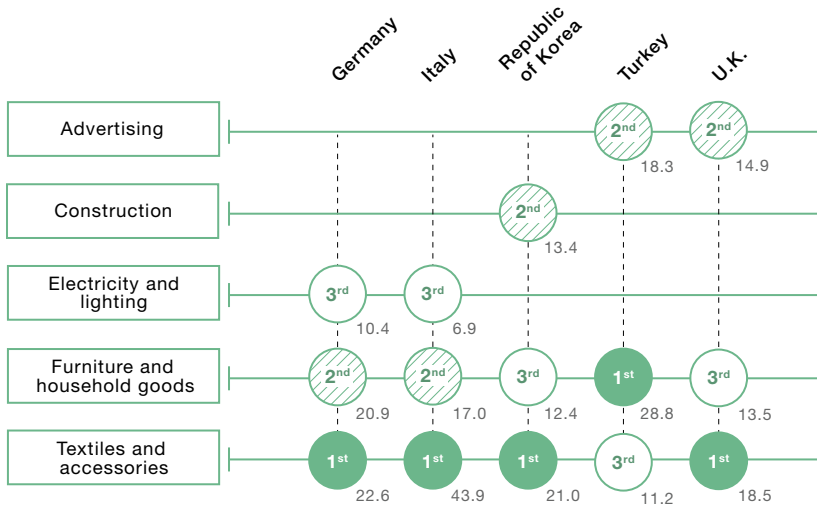 Germany
Italy
Republic
of Korea
Turkey
U.K.
Advertising
2nd
2nd
18.3
14.9
Construction
2nd
13.4
Electricity and
lighting
3rd
3rd
10.4
6.9
Furniture and
household goods
2nd
2nd
3rd
1st
3rd
20.9
17.0
12.4
28.8
13.5
Textiles and
accessories
1st
1st
1st
3rd
1st
22.6
43.9
21.0
11.2
18.5